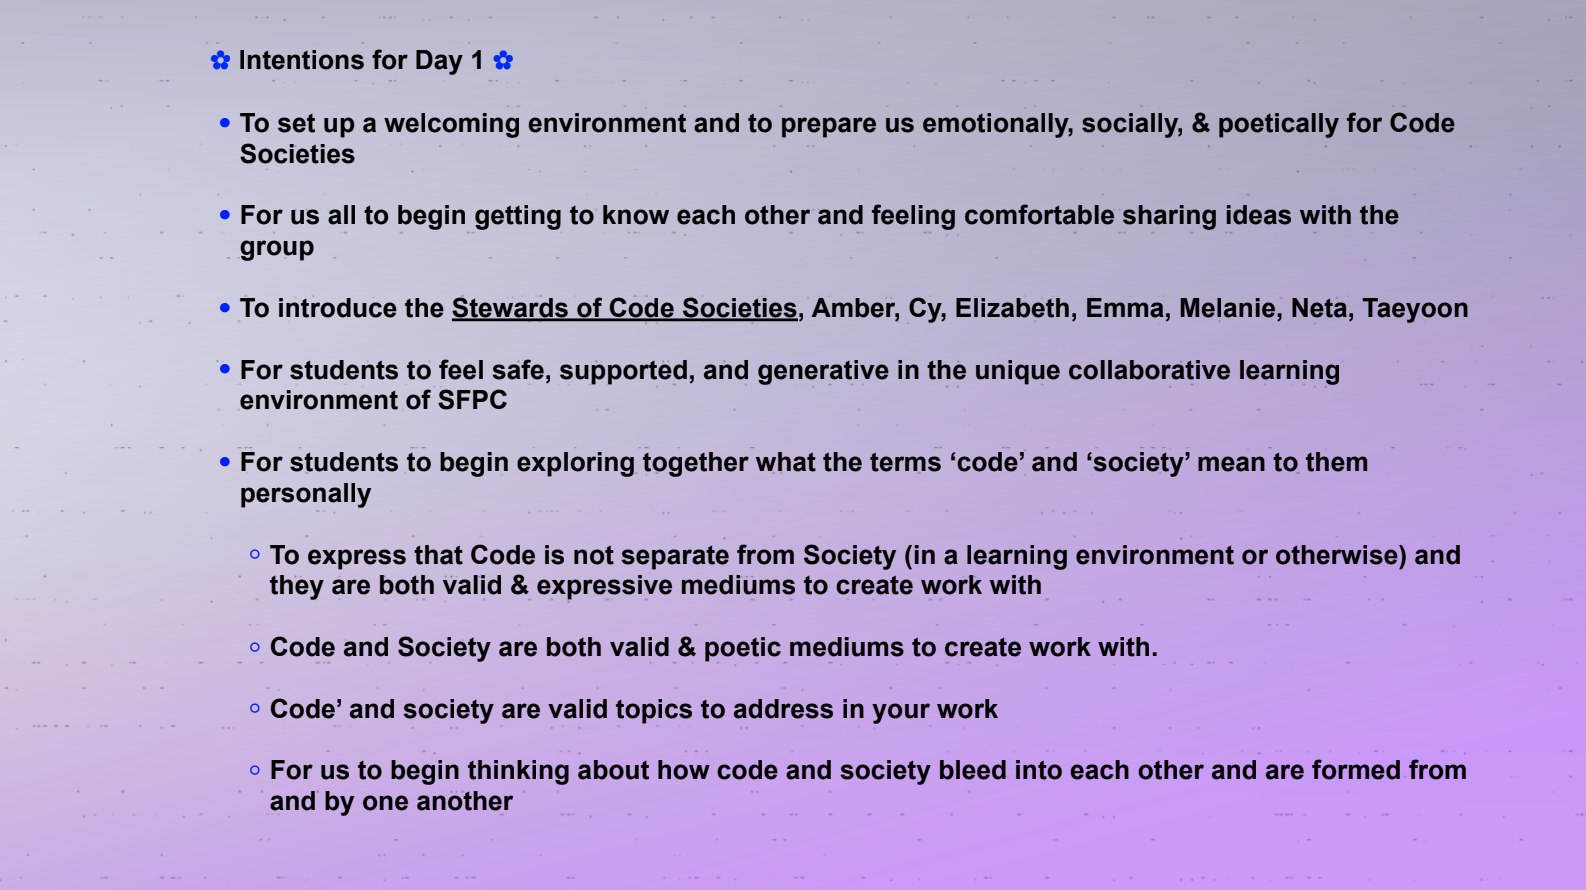 ✿ Intentions for Day 1 ✿
• To set up a welcoming environment and to prepare us emotionally, socially, & poetically for Code
Societies
• For us all to begin getting to know each other and feeling comfortable sharing ideas with the
group
• To introduce the Stewards of Code Societies, Amber, Cy, Elizabeth, Emma, Melanie, Neta, Taeyoon
• For students to feel safe, supported, and generative in the unique collaborative learning
environment of SFPC
• For students to begin exploring together what the terms ‘code’ and ‘society’ mean to them
personally
◦ To express that Code is not separate from Society (in a learning environment or otherwise) and
they are both valid & expressive mediums to create work with
◦ Code and Society are both valid & poetic mediums to create work with.
◦ Code’ and society are valid topics to address in your work
◦ For us to begin thinking about how code and society bleed into each other and are formed from
and by one another